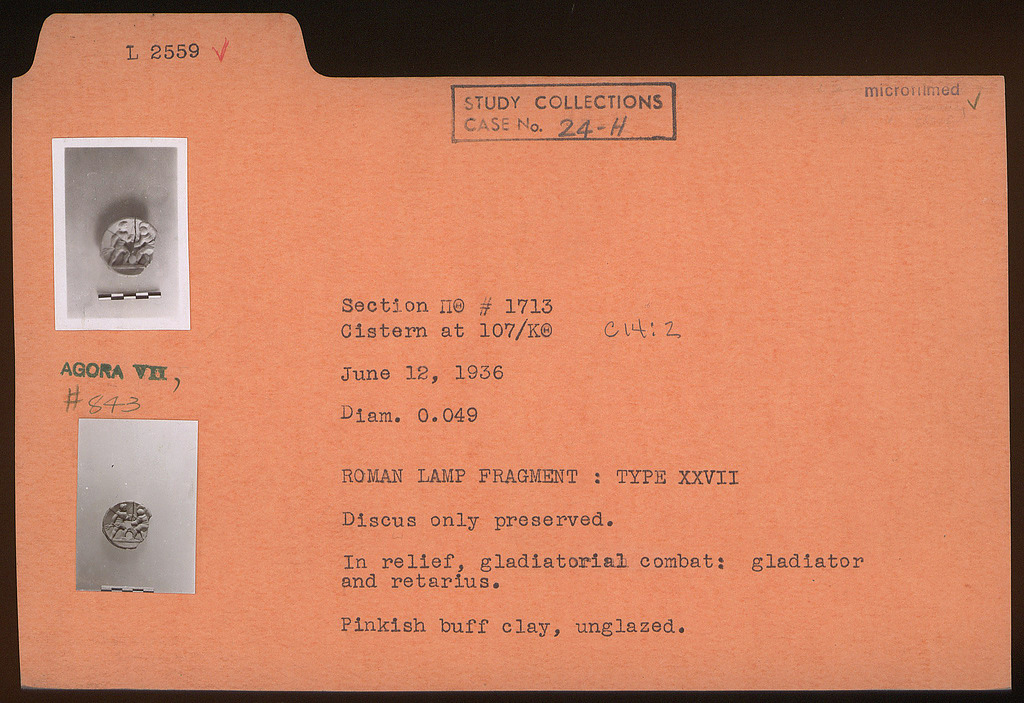 L 2559 ✓
STUDY COLLECTIONS
CASE No. 24-H
microfilmed ✓
Section ΠΘ # 1713
Cistern at 107/ΚΘ C14:2
AGORA VII,
#843
June 12, 1936
Diam. 0.049
ROMAN LAMP FRAGMENT : TYPE XXVII
Discus only preserved.
In relief, gladiatorial combat: gladiator
and retarius.
Pinkish buff clay, unglazed.